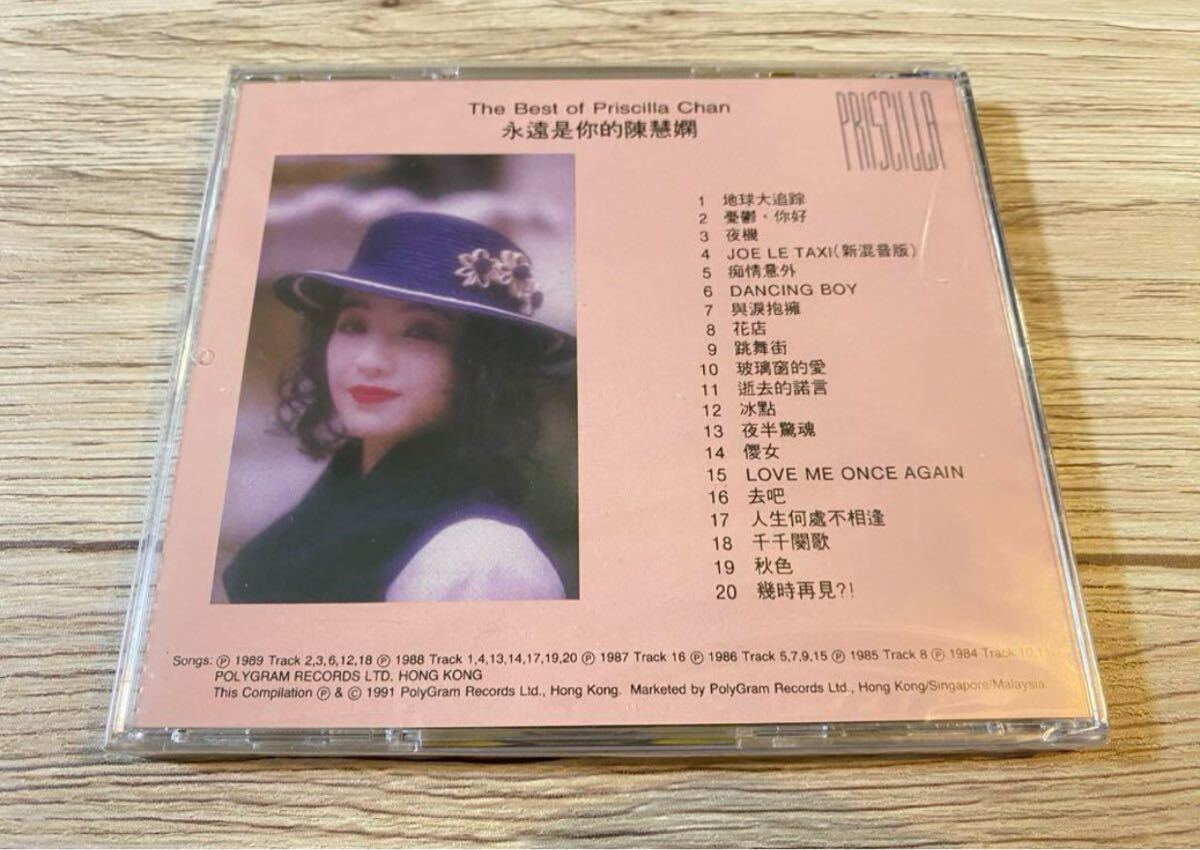 The Best of Priscilla Chan
永遠是你的陳慧嫻
PRISCILLA
1 地球大追踪
2 憂鬱，你好
3 夜機
4 JOE LE TAXI(新混音版)
5 痴情意外
6 DANCING BOY
7 與淚抱擁
8 花店
9 跳舞街
10 玻璃窗的愛
11 逝去的諾言
12 冰點
13 夜半驚魂
14 傻女
15 LOVE ME ONCE AGAIN
16 去吧
17 人生何處不相逢
18 千千闋歌
19 秋色
20 幾時再見?!
Songs: Ⓟ 1989 Track 2,3,6,12,18 Ⓟ 1988 Track 1,4,13,14,17,19,20 Ⓟ 1987 Track 16 Ⓟ 1986 Track 5,7,9,15 Ⓟ 1985 Track 8 Ⓟ 1984 Track 10,
POLYGRAM RECORDS LTD. HONG KONG
This Compilation Ⓟ & © 1991 PolyGram Records Ltd., Hong Kong. Marketed by PolyGram Records Ltd., Hong Kong/Singapore/Malaysia